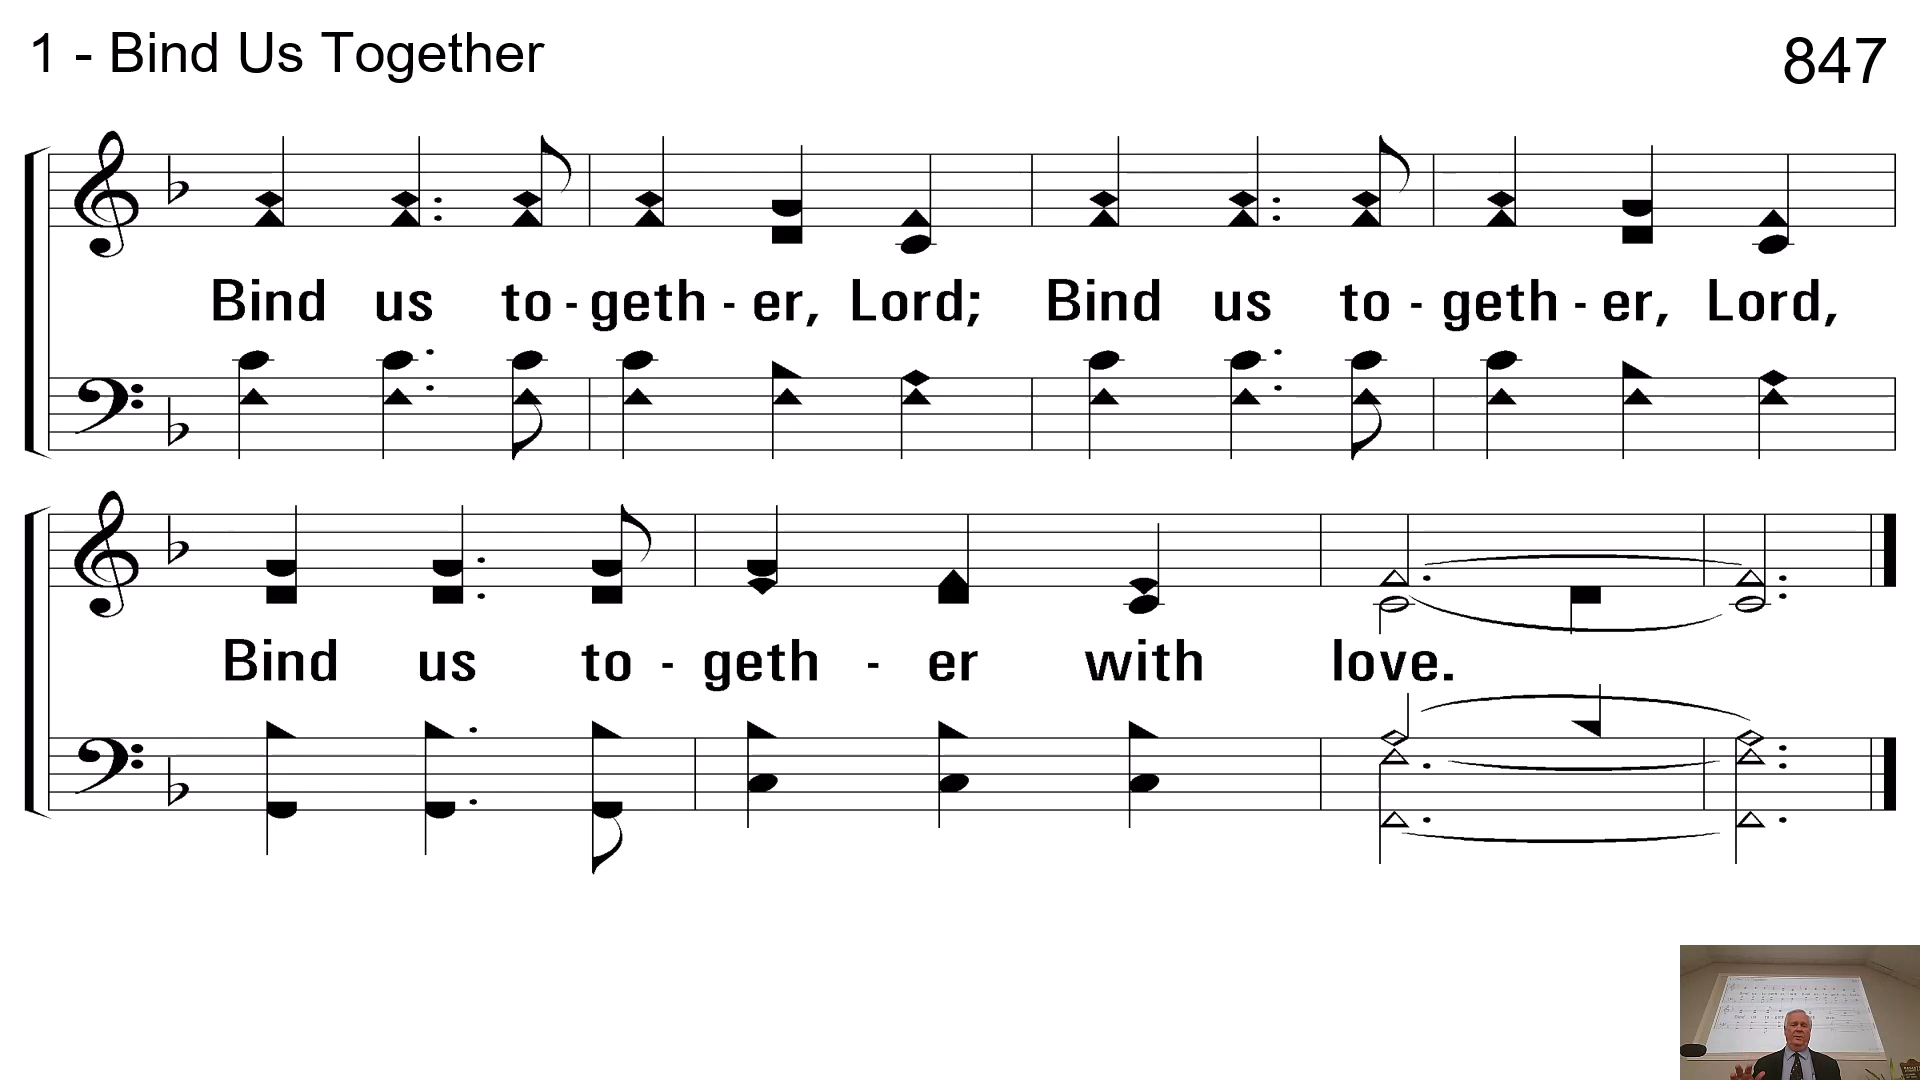 1 - Bind Us Together
847
Bind us to - geth - er, Lord; Bind us to - geth - er, Lord,
Bind us to - geth - er with love.